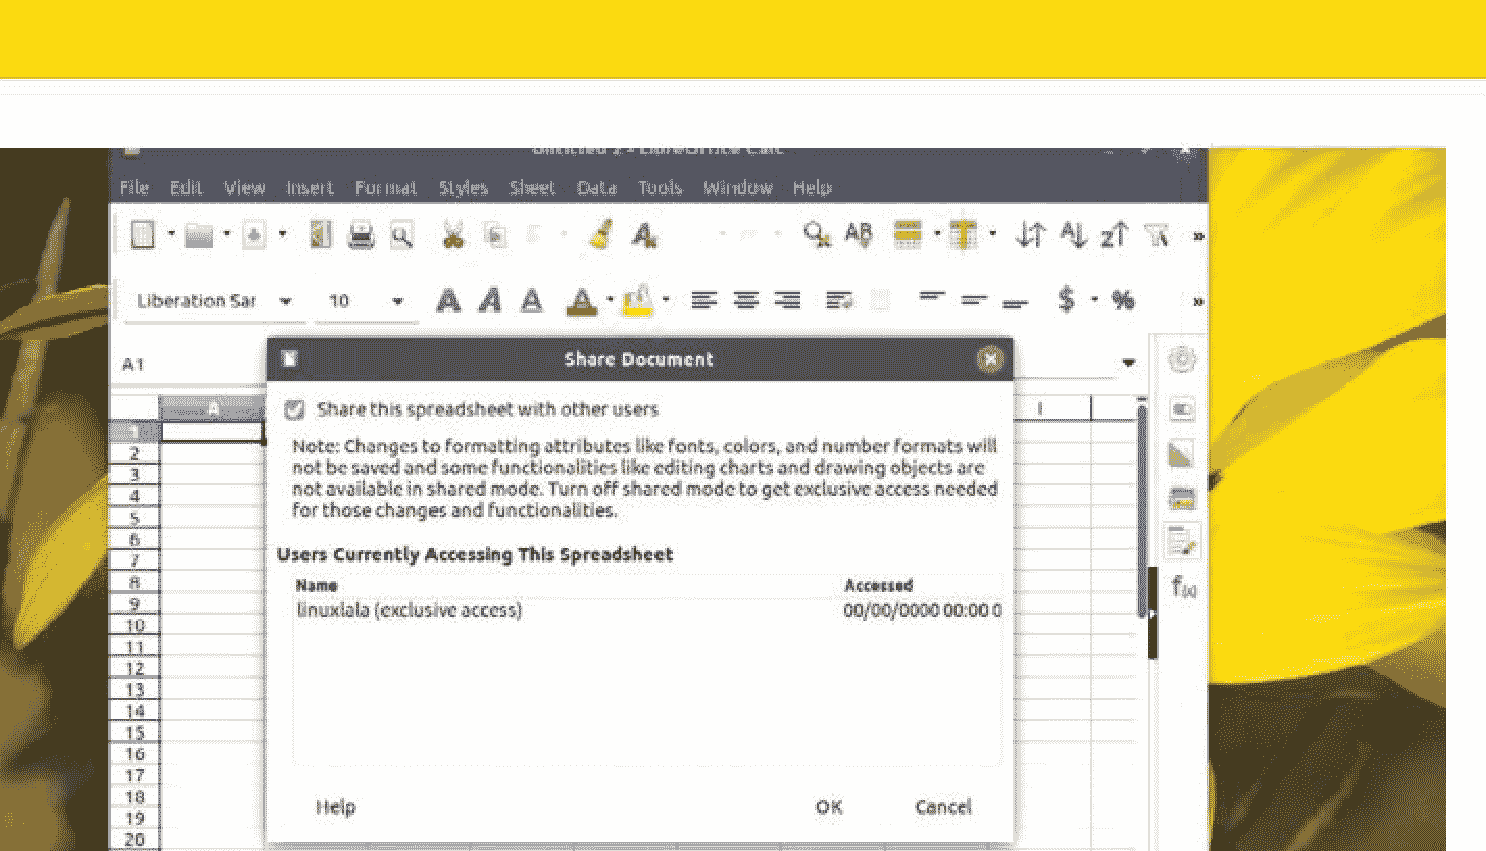 Untitled 1 - LibreOffice Calc
File Edit View Insert Format Styles Sheet Data Tools Window Help
Liberation Sar 10
A1
Share Document
A I
Share this spreadsheet with other users
Note: Changes to formatting attributes like fonts, colors, and number formats will
not be saved and some functionalities like editing charts and drawing objects are
not available in shared mode. Turn off shared mode to get exclusive access needed
for those changes and functionalities.
Users Currently Accessing This Spreadsheet
Name Accessed
linuxlala (exclusive access) 00/00/0000 00:00 0
1
2
3
4
5
6
7
8
9
10
11
12
13
14
15
16
17
18
19
20
Help OK Cancel